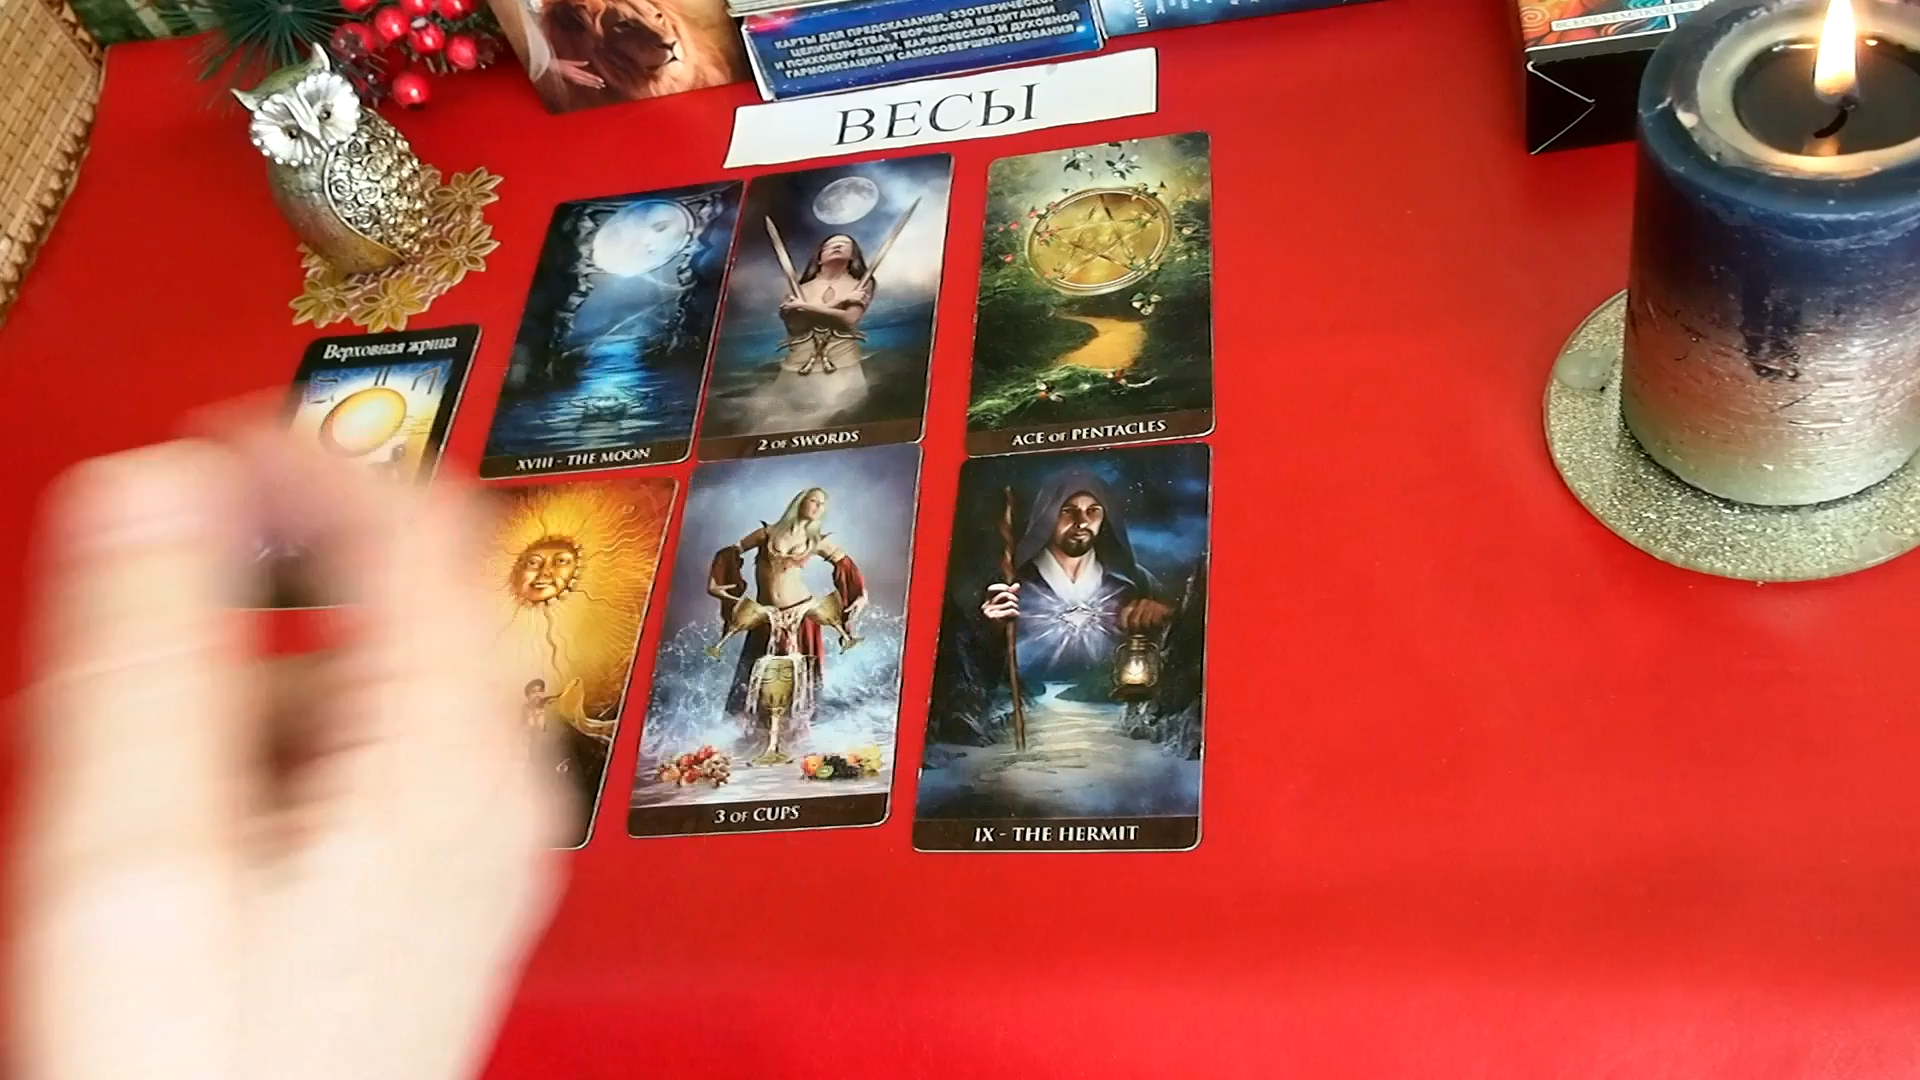 КАРТЫ ДЛЯ ПРЕДСКАЗАНИЯ, ЭЗОТЕРИЧЕСКО
ЦЕЛИТЕЛЬСТВА, ТВОРЧЕСКОЙ МЕДИТАЦИИ
И ПСИХОКОРРЕКЦИИ, КАРМИЧЕСКОЙ И ДУХОВНОЙ
ГАРМОНИЗАЦИИ И САМОСОВЕРШЕНСТВОВАНИЯ
ВЕСЫ
Верховная жрица
XVIII - THE MOON
2 OF SWORDS
ACE OF PENTACLES
3 OF CUPS
IX - THE HERMIT